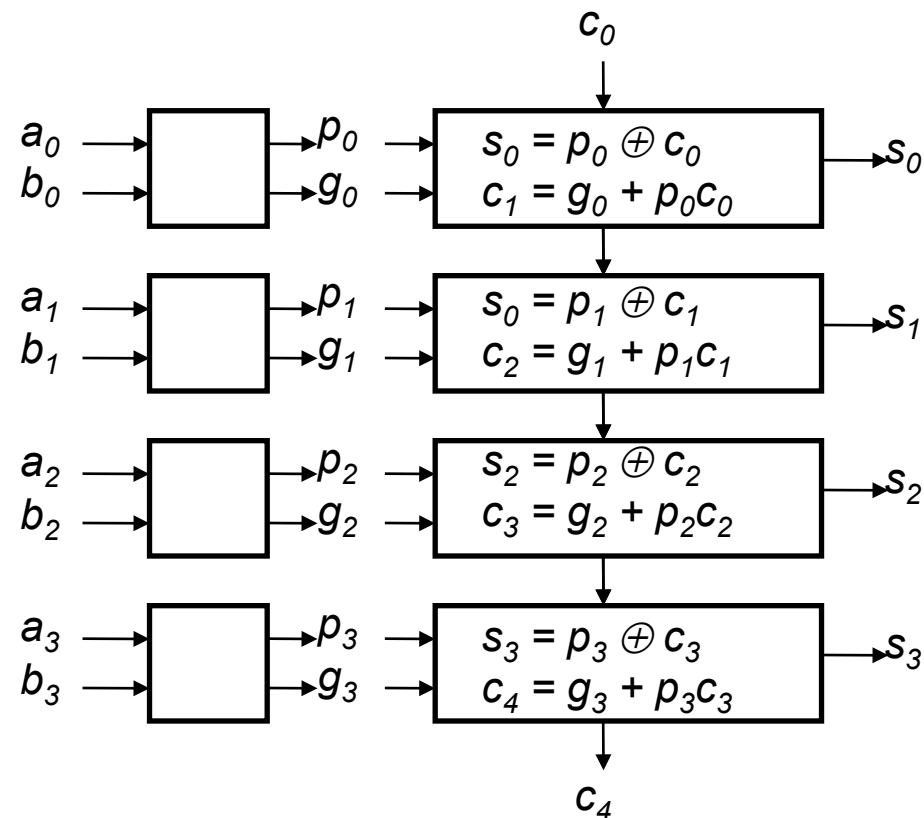 c₀
a₀ p₀ s₀ = p₀ ⊕ c₀ s₀
b₀ g₀ c₁ = g₀ + p₀c₀
a₁ p₁ s₀ = p₁ ⊕ c₁ s₁
b₁ g₁ c₂ = g₁ + p₁c₁
a₂ p₂ s₂ = p₂ ⊕ c₂ s₂
b₂ g₂ c₃ = g₂ + p₂c₂
a₃ p₃ s₃ = p₃ ⊕ c₃ s₃
b₃ g₃ c₄ = g₃ + p₃c₃
c₄